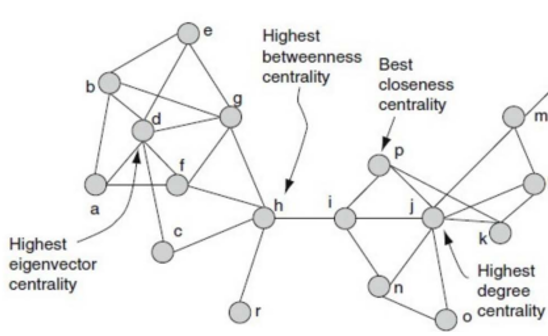 e
Highest
betweenness
centrality
b
g
Best
closeness
centrality
m
d
p
f
a
h
i
j
k
c
Highest
eigenvector
centrality
Highest
degree
centrality
n
r
o